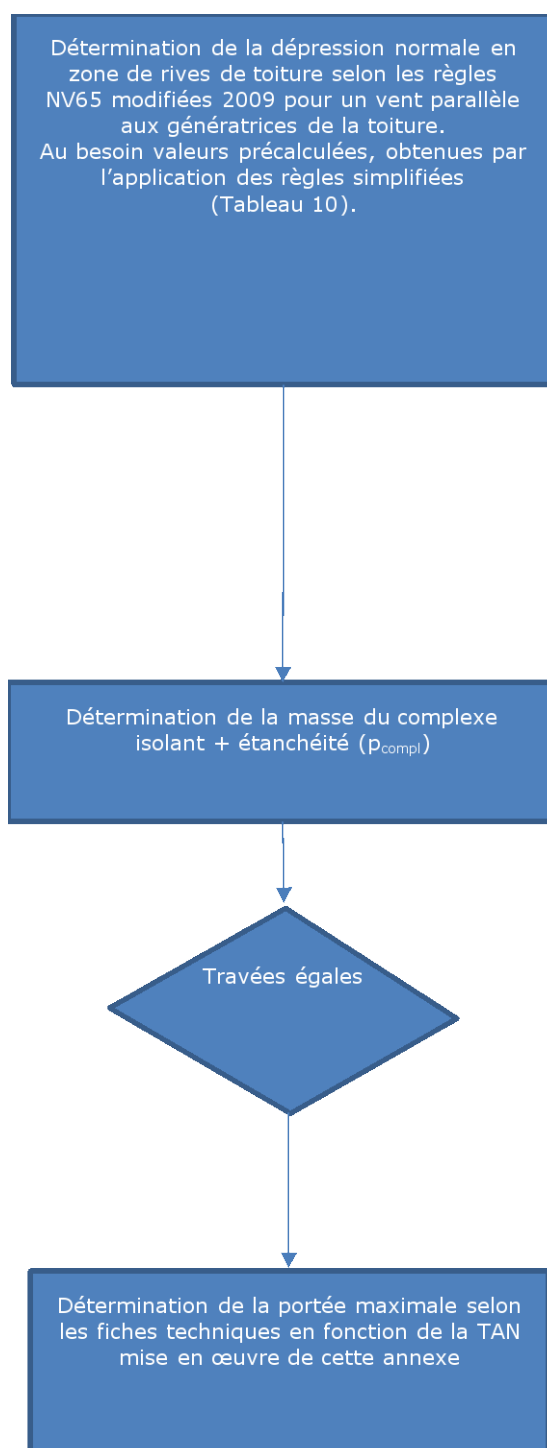 Détermination de la dépression normale en
zone de rives de toiture selon les règles
NV65 modifiées 2009 pour un vent parallèle
aux génératrices de la toiture.
Au besoin valeurs précalculées, obtenues par
l’application des règles simplifiées
(Tableau 10).
Détermination de la masse du complexe
isolant + étanchéité (pcompl)
Travées égales
Détermination de la portée maximale selon
les fiches techniques en fonction de la TAN
mise en œuvre de cette annexe